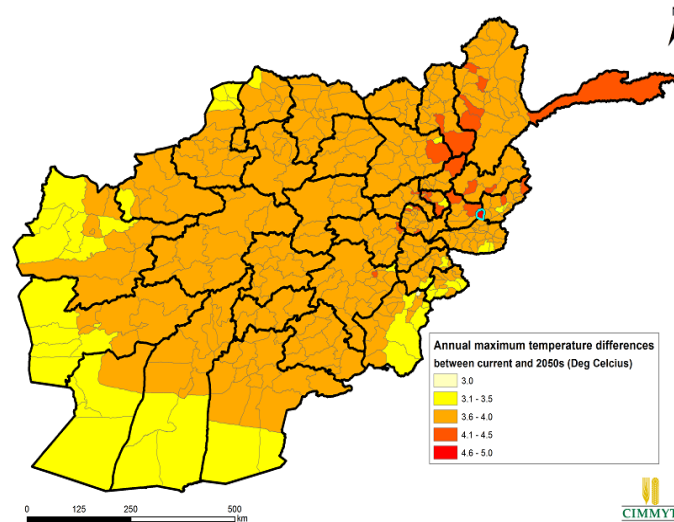 N
Annual maximum temperature differences
between current and 2050s (Deg Celcius)
3.0
3.1 - 3.5
3.6 - 4.0
4.1 - 4.5
4.6 - 5.0
0 125 250 500
km
CIMMYT